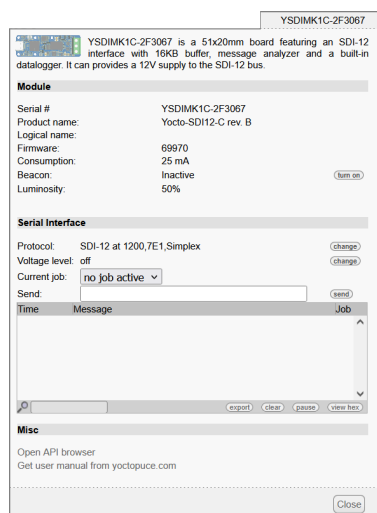 YSDIMK1C-2F3067
YSDIMK1C-2F3067 is a 51x20mm board featuring an SDI-12
interface with 16KB buffer, message analyzer and a built-in
datalogger. It can provides a 12V supply to the SDI-12 bus.
Module
Serial # YSDIMK1C-2F3067
Product name: Yocto-SDI12-C rev. B
Logical name:
Firmware: 69970
Consumption: 25 mA
Beacon: Inactive turn on
Luminosity: 50%
Serial Interface
Protocol: SDI-12 at 1200,7E1,Simplex change
Voltage level: off change
Current job: no job active
Send: send
Time Message Job
export clear pause view hex
Misc
Open API browser
Get user manual from yoctopuce.com
Close